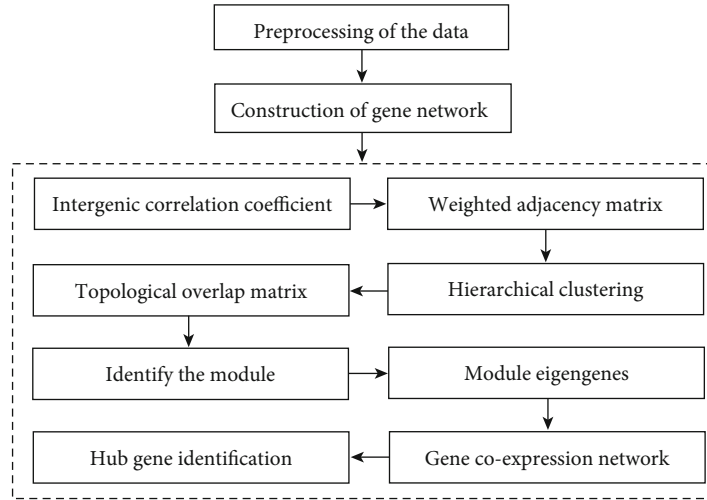 Preprocessing of the data
Construction of gene network
Intergenic correlation coefficient
Weighted adjacency matrix
Topological overlap matrix
Hierarchical clustering
Identify the module
Module eigengenes
Hub gene identification
Gene co-expression network